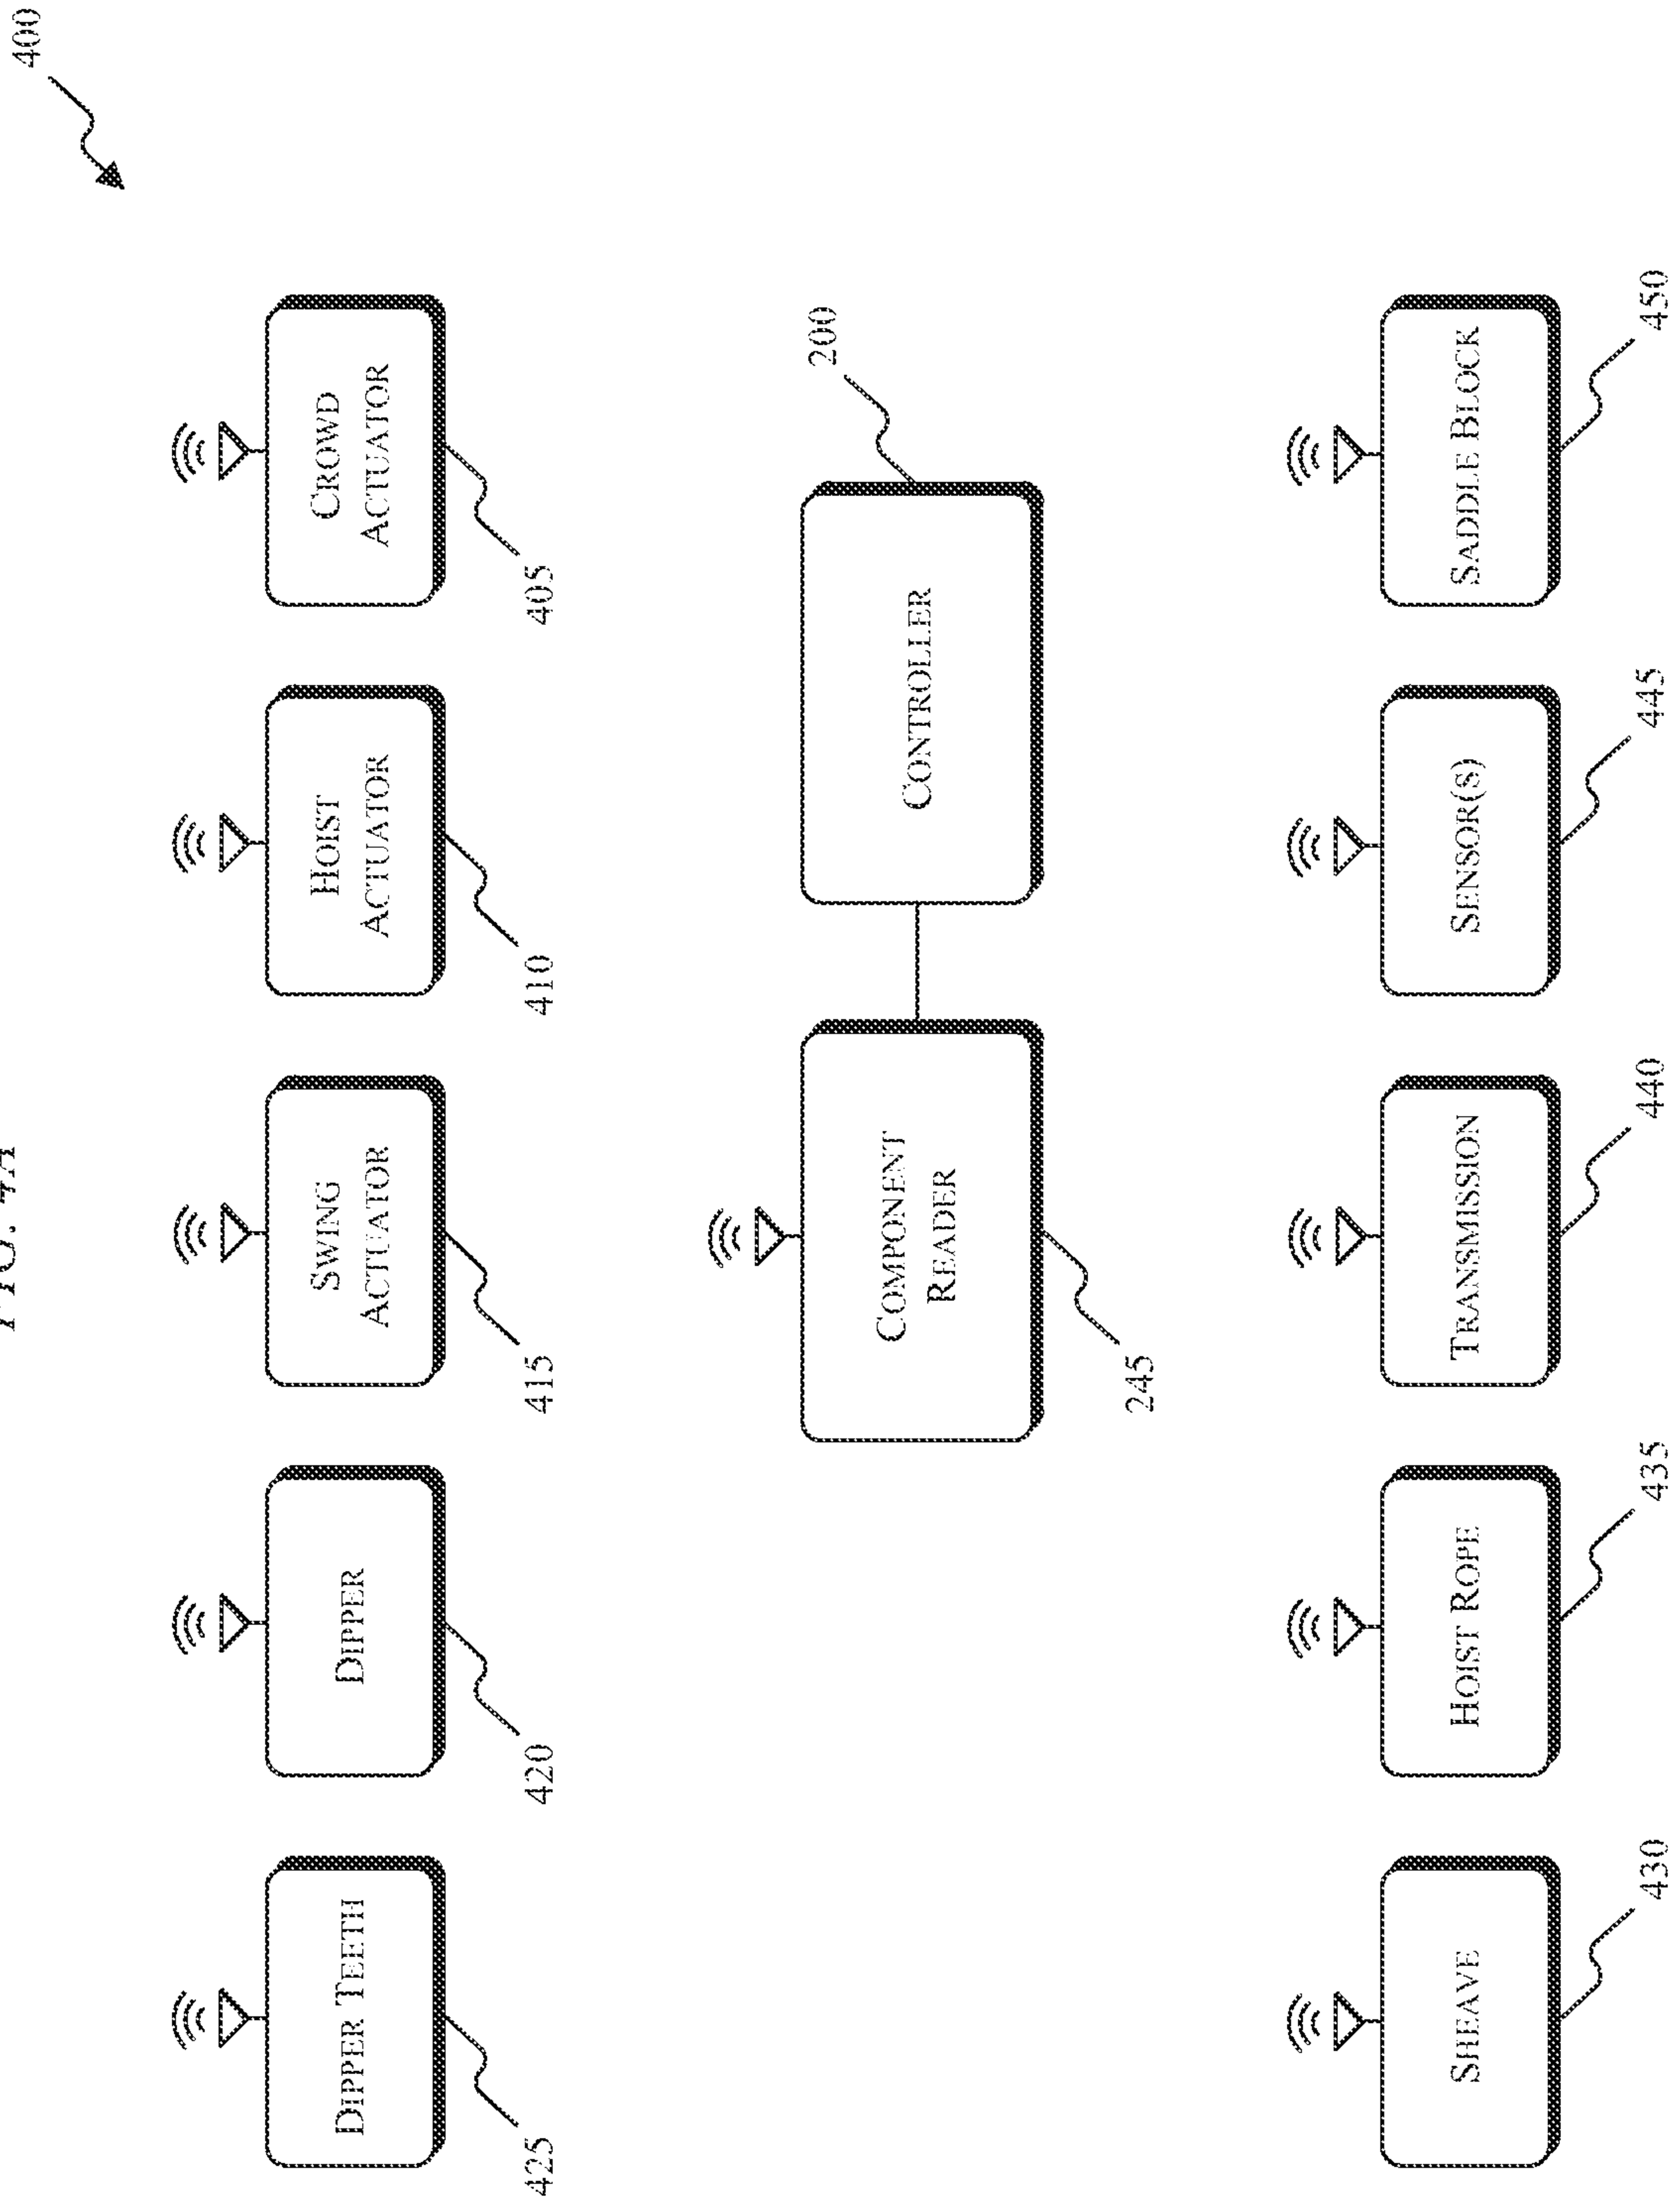 FIG. 4A
400
DIPPER TEETH
DIPPER
SWING
ACTUATOR
HOIST
ACTUATOR
CROWD
ACTUATOR
425
420
415
410
405
COMPONENT
READER
CONTROLLER
200
245
SHEAVE
HOIST ROPE
TRANSMISSION
SENSOR(S)
SADDLE BLOCK
430
435
440
445
450